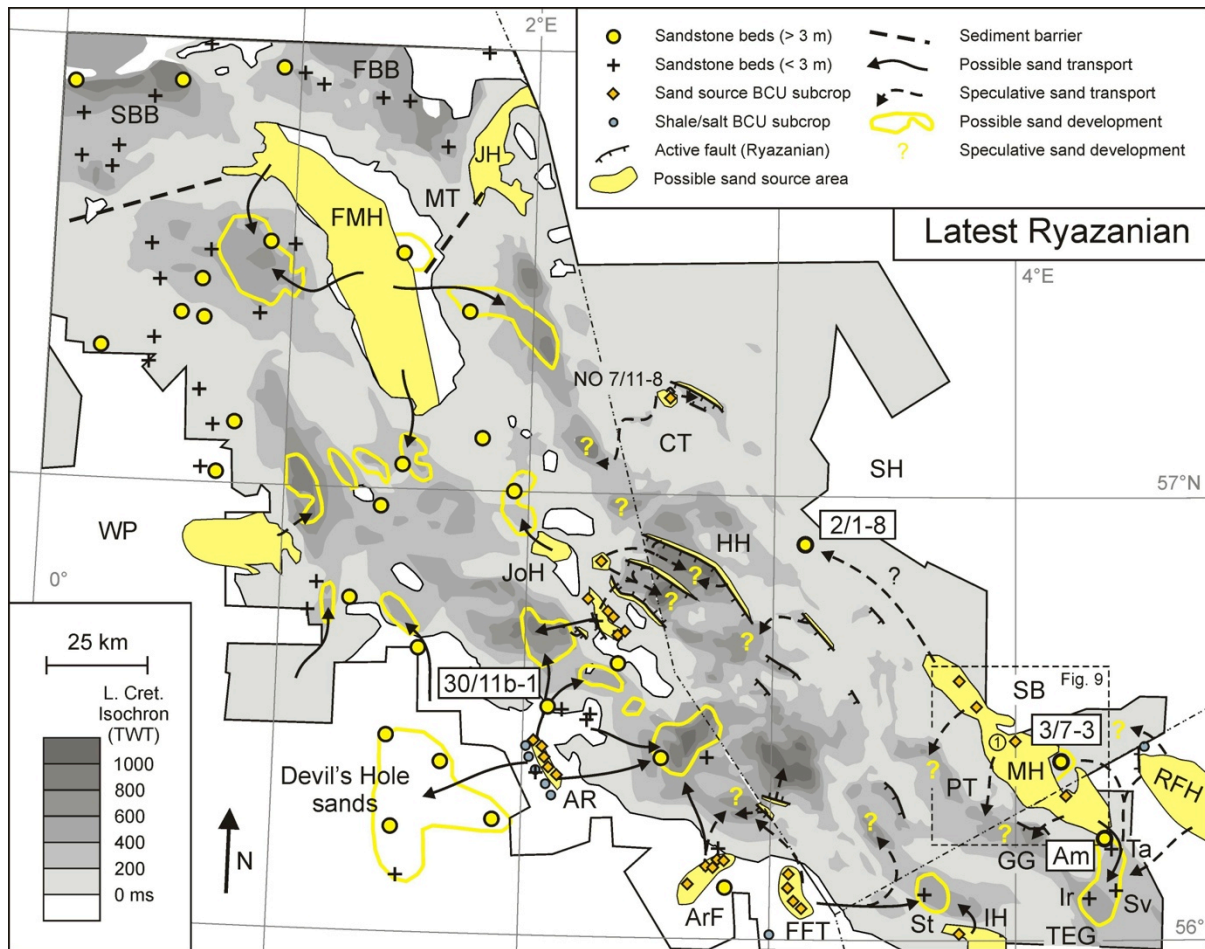 2°E
Sandstone beds (> 3 m)
Sandstone beds (< 3 m)
Sand source BCU subcrop
Shale/salt BCU subcrop
Active fault (Ryazanian)
Possible sand source area
Sediment barrier
Possible sand transport
Speculative sand transport
Possible sand development
? Speculative sand development
Latest Ryazanian
FBB
SBB
JH
MT
FMH
4°E
NO 7/11-8
CT
?
SH
57°N
?
WP
2/1-8
HH
JoH
?
?
0°
?
?
25 km
L. Cret.
Isochron
(TWT)
1000
800
600
400
200
0 ms
N
30/11b-1
Fig. 9
SB
3/7-3
?
1
MH
RFH
Devil's Hole
sands
AR
PT
?
?
?
?
GG
Am
Ta
ArF
FFT
St
IH
Ir
Sv
TEG
56°